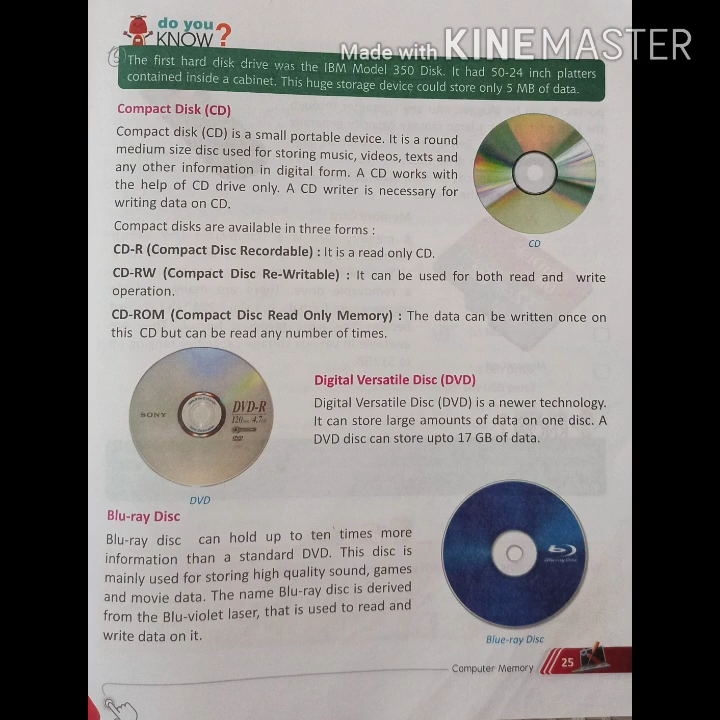 do you
KNOW ?
Made with KINEMASTER
The first hard disk drive was the IBM Model 350 Disk. It had 50-24 inch platters
contained inside a cabinet. This huge storage device could store only 5 MB of data.
Compact Disk (CD)
Compact disk (CD) is a small portable device. It is a round
medium size disc used for storing music, videos, texts and
any other information in digital form. A CD works with
the help of CD drive only. A CD writer is necessary for
writing data on CD.
Compact disks are available in three forms :
CD
CD-R (Compact Disc Recordable) : It is a read only CD.
CD-RW (Compact Disc Re-Writable) : It can be used for both read and write
operation.
CD-ROM (Compact Disc Read Only Memory) : The data can be written once on
this CD but can be read any number of times.
SONY
DVD-R
120min/4.7GB
DVD
Digital Versatile Disc (DVD)
Digital Versatile Disc (DVD) is a newer technology.
It can store large amounts of data on one disc. A
DVD disc can store upto 17 GB of data.
Blu-ray Disc
Blu-ray disc can hold up to ten times more
information than a standard DVD. This disc is
mainly used for storing high quality sound, games
and movie data. The name Blu-ray disc is derived
from the Blu-violet laser, that is used to read and
write data on it.
Blu-ray Disc
Blue-ray Disc
Computer Memory
25